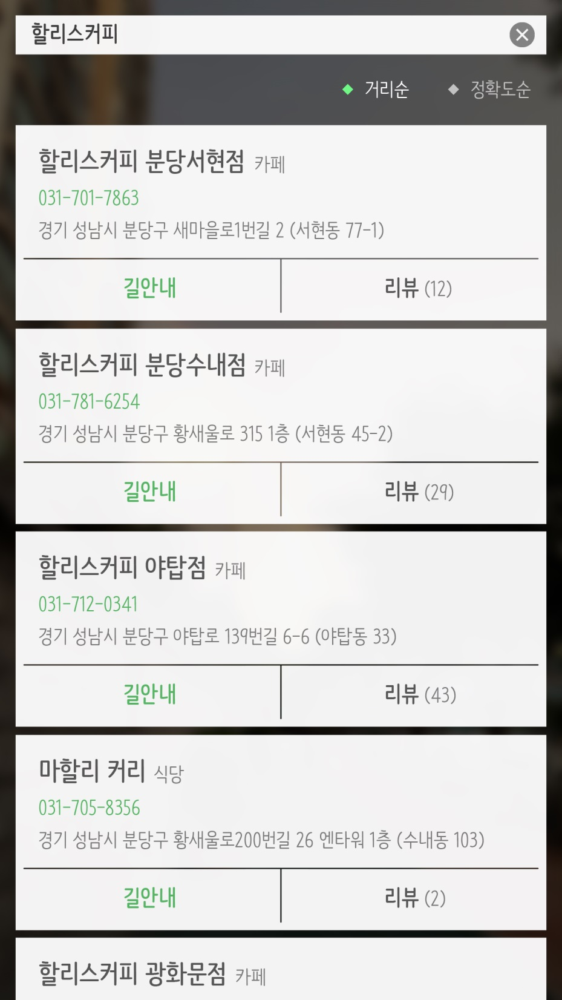 할리스커피
거리순 정확도순
할리스커피 분당서현점 카페
031-701-7863
경기 성남시 분당구 새마을로1번길 2 (서현동 77-1)
길안내 리뷰 (12)
할리스커피 분당수내점 카페
031-781-6254
경기 성남시 분당구 황새울로 315 1층 (서현동 45-2)
길안내 리뷰 (29)
할리스커피 야탑점 카페
031-712-0341
경기 성남시 분당구 야탑로 139번길 6-6 (야탑동 33)
길안내 리뷰 (43)
마할리 커리 식당
031-705-8356
경기 성남시 분당구 황새울로200번길 26 엔타워 1층 (수내동 103)
길안내 리뷰 (2)
할리스커피 광화문점 카페